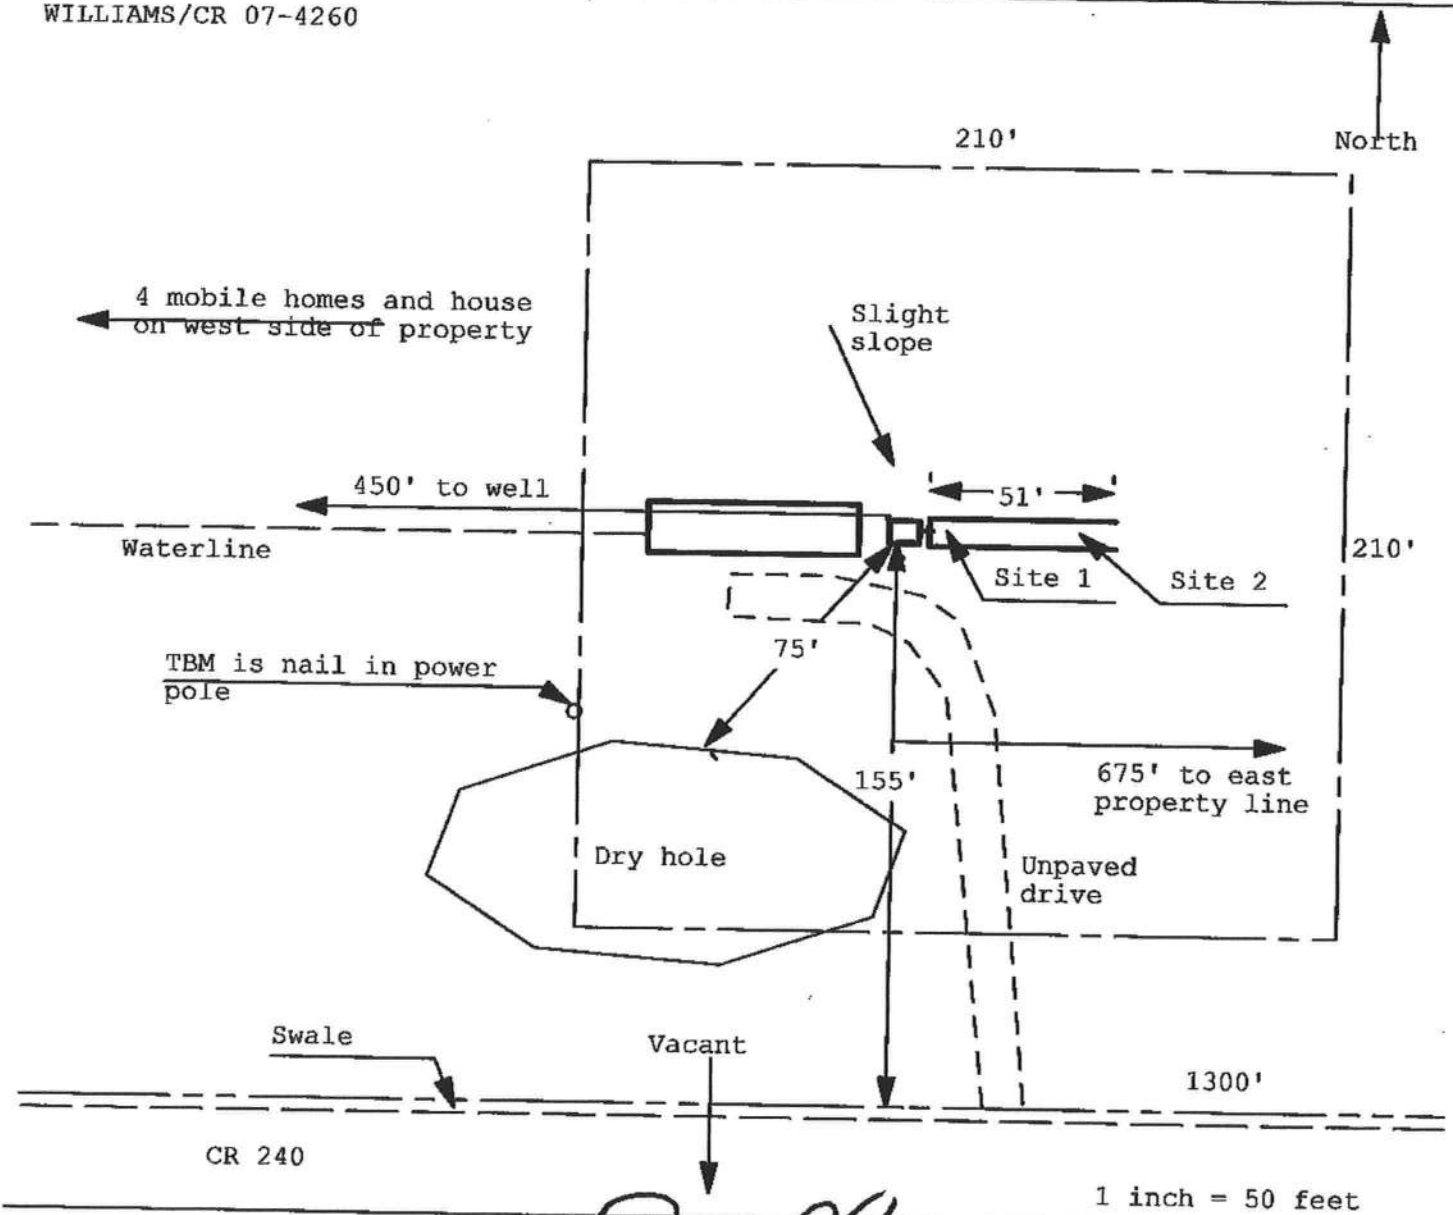 WILLIAMS/CR 07-4260
210'
North
4 mobile homes and house
on west side of property
Slight
slope
450' to well
51'
Waterline
210'
Site 1
Site 2
75'
TBM is nail in power
pole
155'
675' to east
property line
Dry hole
Unpaved
drive
Swale
Vacant
1300'
CR 240
1 inch = 50 feet